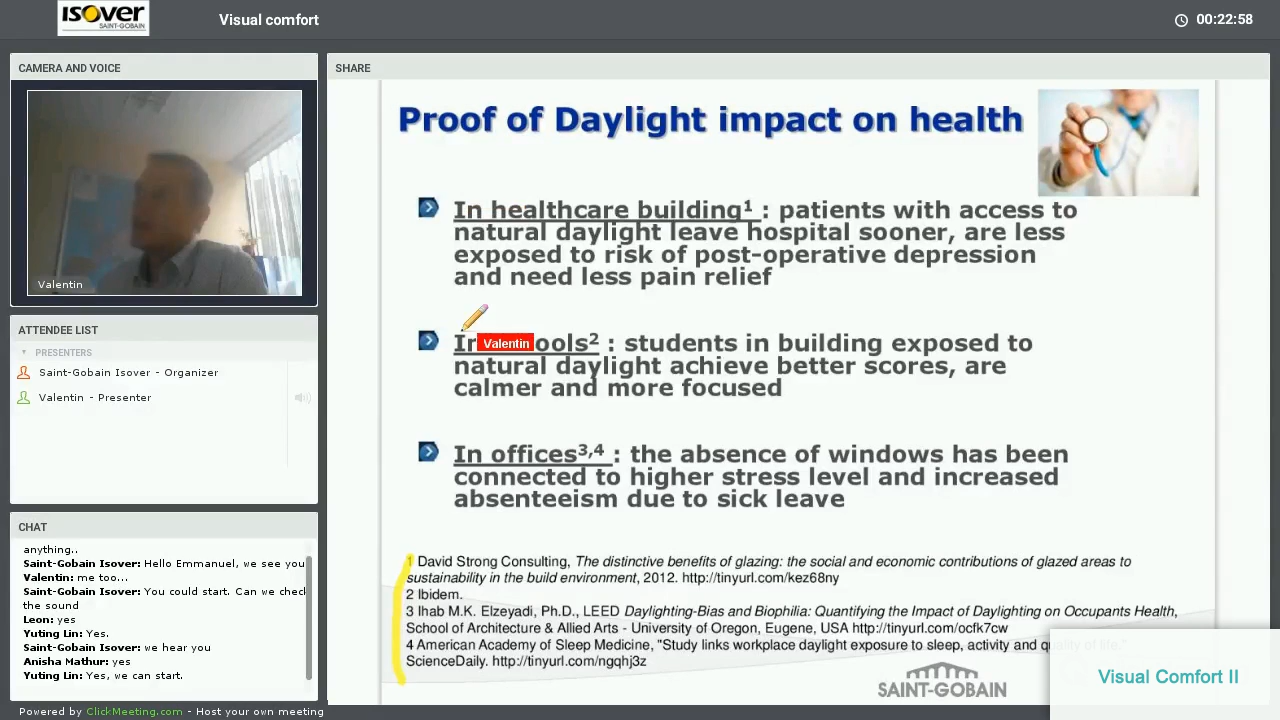 isover
SAINT-GOBAIN
Visual comfort
00:22:58
CAMERA AND VOICE
Valentin
ATTENDEE LIST
PRESENTERS
Saint-Gobain Isover - Organizer
Valentin - Presenter
CHAT
anything..
Saint-Gobain Isover: Hello Emmanuel, we see you
Valentin: me too...
Saint-Gobain Isover: You could start. Can we check
the sound
Leon: yes
Yuting Lin: Yes.
Saint-Gobain Isover: we hear you
Anisha Mathur: yes
Yuting Lin: Yes, we can start.
Powered by ClickMeeting.com - Host your own meeting
SHARE
Proof of Daylight impact on health
In healthcare building1 : patients with access to
natural daylight leave hospital sooner, are less
exposed to risk of post-operative depression
and need less pain relief
Valentin
ools2 : students in building exposed to
natural daylight achieve better scores, are
calmer and more focused
In offices3,4 : the absence of windows has been
connected to higher stress level and increased
absenteeism due to sick leave
1 David Strong Consulting, The distinctive benefits of glazing: the social and economic contributions of glazed areas to
sustainability in the build environment, 2012. http://tinyurl.com/kez68ny
2 Ibidem.
3 Ihab M.K. Elzeyadi, Ph.D., LEED Daylighting-Bias and Biophilia: Quantifying the Impact of Daylighting on Occupants Health,
School of Architecture & Allied Arts - University of Oregon, Eugene, USA http://tinyurl.com/ocfk7cw
4 American Academy of Sleep Medicine, "Study links workplace daylight exposure to sleep, activity and quality of life."
ScienceDaily. http://tinyurl.com/ngqhj3z
SAINT-GOBAIN
Visual Comfort II